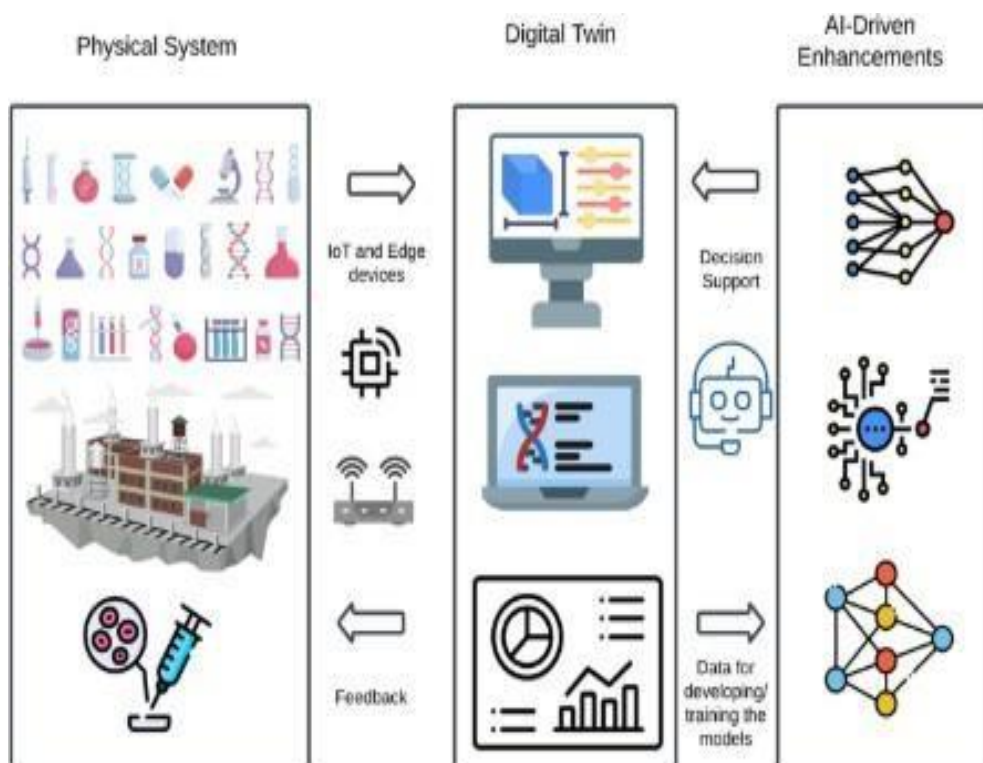 Physical System
Digital Twin
AI-Driven
Enhancements
IoT and Edge
devices
Decision
Support
Feedback
Data for
developing/
training the
models